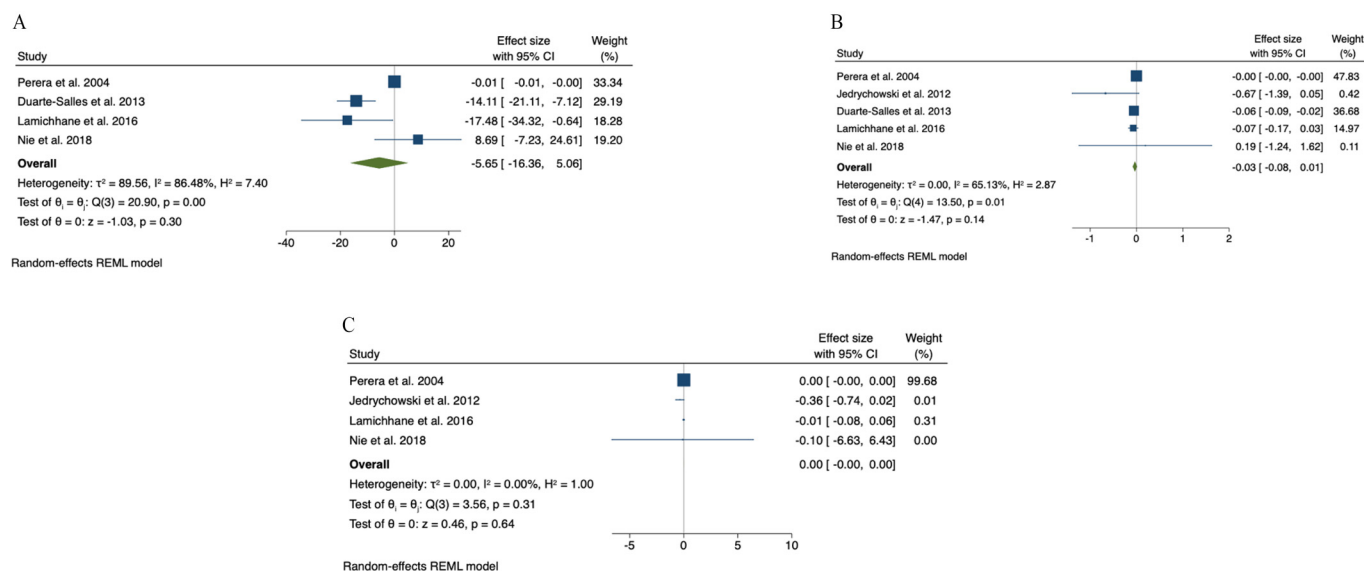 A
Effect size Weight
Study with 95% CI (%)
Perera et al. 2004 -0.01 [ -0.01, -0.00] 33.34
Duarte-Salles et al. 2013 -14.11 [ -21.11, -7.12] 29.19
Lamichhane et al. 2016 -17.48 [ -34.32, -0.64] 18.28
Nie et al. 2018 8.69 [ -7.23, 24.61] 19.20
Overall -5.65 [ -16.36, 5.06]
Heterogeneity: τ² = 89.56, I² = 86.48%, H² = 7.40
Test of θᵢ = θⱼ: Q(3) = 20.90, p = 0.00
Test of θ = 0: z = -1.03, p = 0.30
-40 -20 0 20
Random-effects REML model
B
Effect size Weight
Study with 95% CI (%)
Perera et al. 2004 -0.00 [ -0.00, -0.00] 47.83
Jedrychowski et al. 2012 -0.67 [ -1.39, 0.05] 0.42
Duarte-Salles et al. 2013 -0.06 [ -0.09, -0.02] 36.68
Lamichhane et al. 2016 -0.07 [ -0.17, 0.03] 14.97
Nie et al. 2018 0.19 [ -1.24, 1.62] 0.11
Overall -0.03 [ -0.08, 0.01]
Heterogeneity: τ² = 0.00, I² = 65.13%, H² = 2.87
Test of θᵢ = θⱼ: Q(4) = 13.50, p = 0.01
Test of θ = 0: z = -1.47, p = 0.14
-1 0 1 2
Random-effects REML model
C
Effect size Weight
Study with 95% CI (%)
Perera et al. 2004 0.00 [ -0.00, 0.00] 99.68
Jedrychowski et al. 2012 -0.36 [ -0.74, 0.02] 0.01
Lamichhane et al. 2016 -0.01 [ -0.08, 0.06] 0.31
Nie et al. 2018 -0.10 [ -6.63, 6.43] 0.00
Overall 0.00 [ -0.00, 0.00]
Heterogeneity: τ² = 0.00, I² = 0.00%, H² = 1.00
Test of θᵢ = θⱼ: Q(3) = 3.56, p = 0.31
Test of θ = 0: z = 0.46, p = 0.64
-5 0 5 10
Random-effects REML model